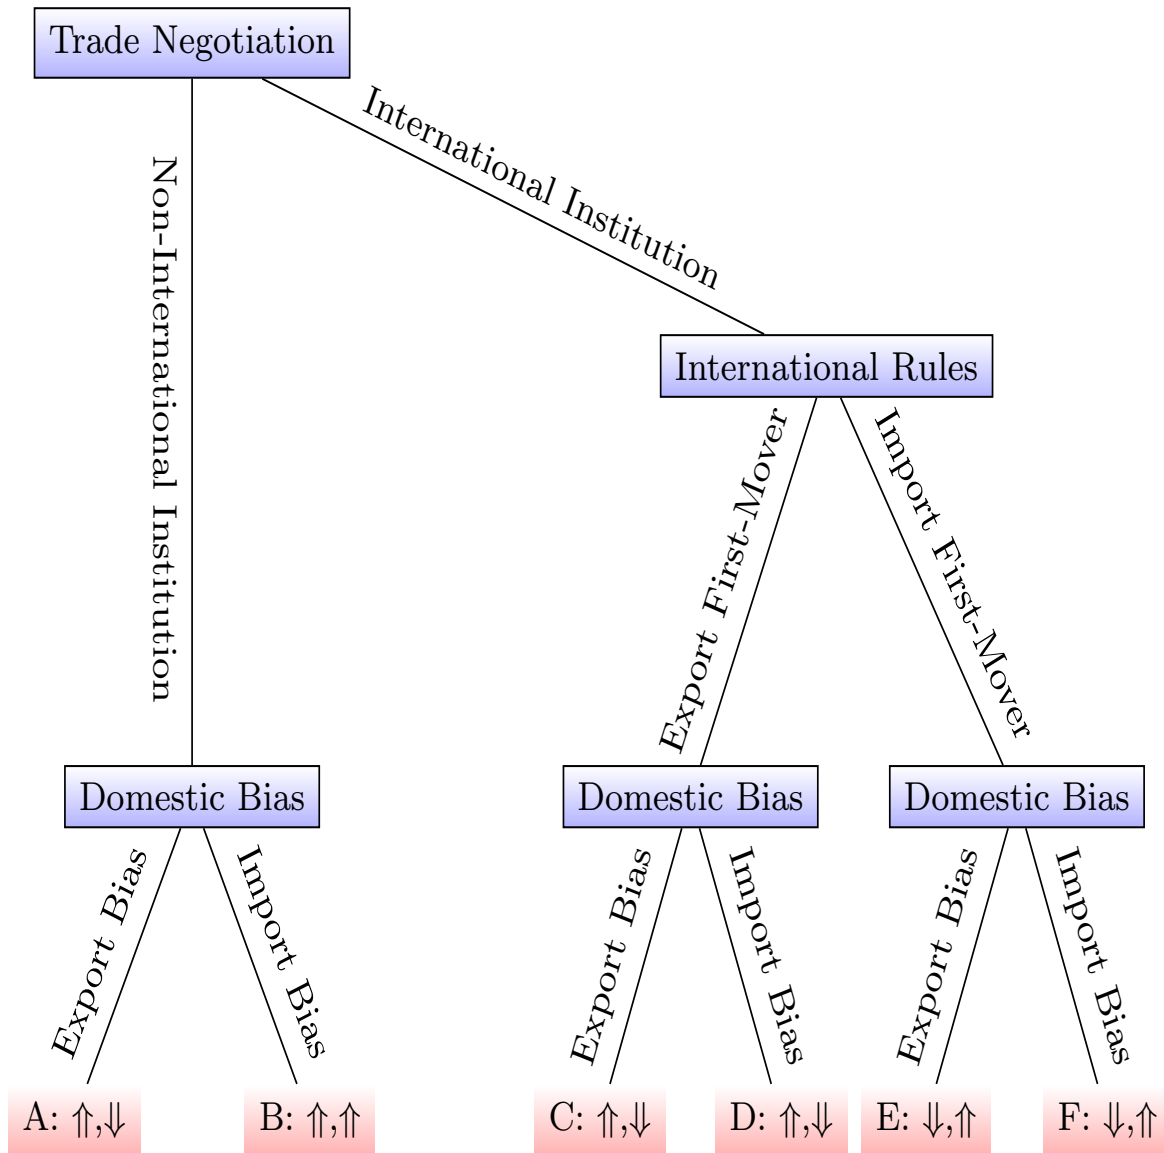 Trade Negotiation
International Institution
Non-International Institution
International Rules
Export First-Mover
Import First-Mover
Domestic Bias
Domestic Bias
Domestic Bias
Export Bias
Import Bias
Export Bias
Import Bias
Export Bias
Import Bias
A: ⇑,⇓
B: ⇑,⇑
C: ⇑,⇓
D: ⇑,⇓
E: ⇓,⇑
F: ⇓,⇑